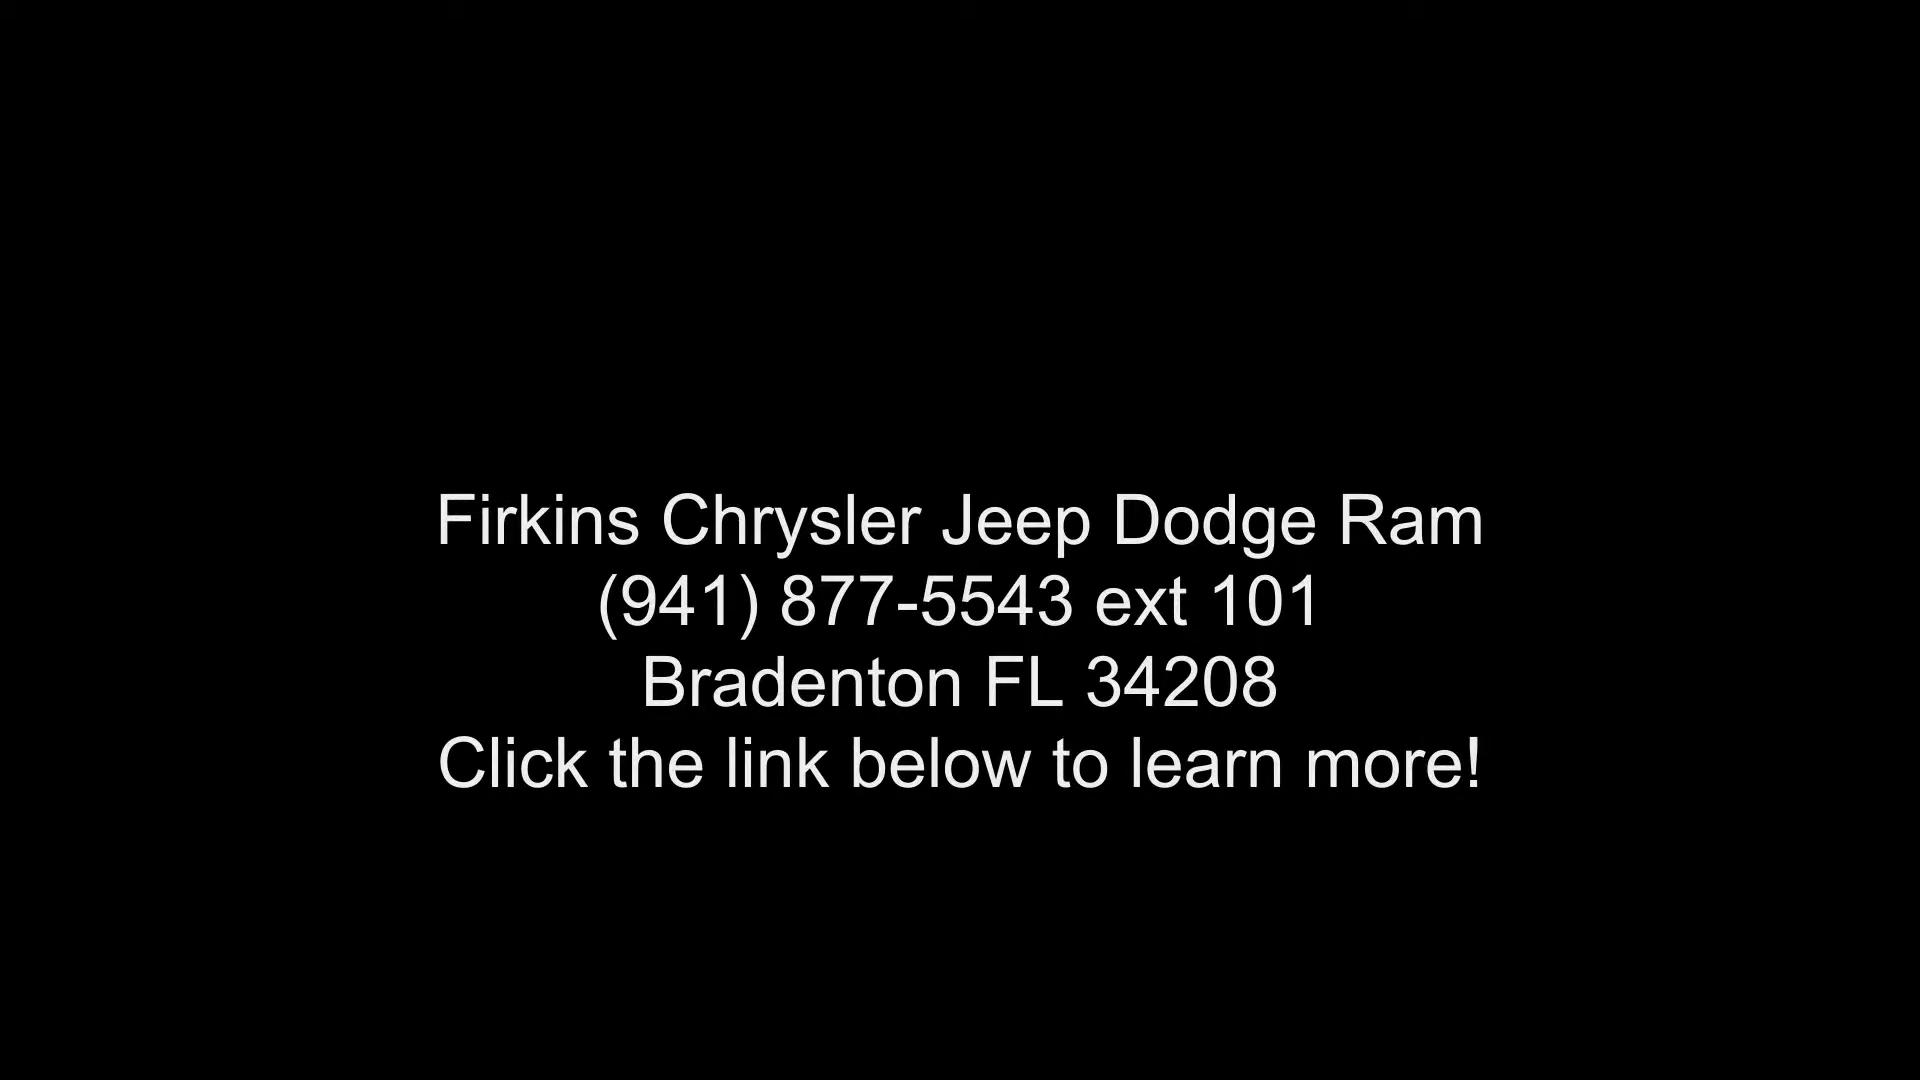 Firkins Chrysler Jeep Dodge Ram
(941) 877-5543 ext 101
Bradenton FL 34208
Click the link below to learn more!